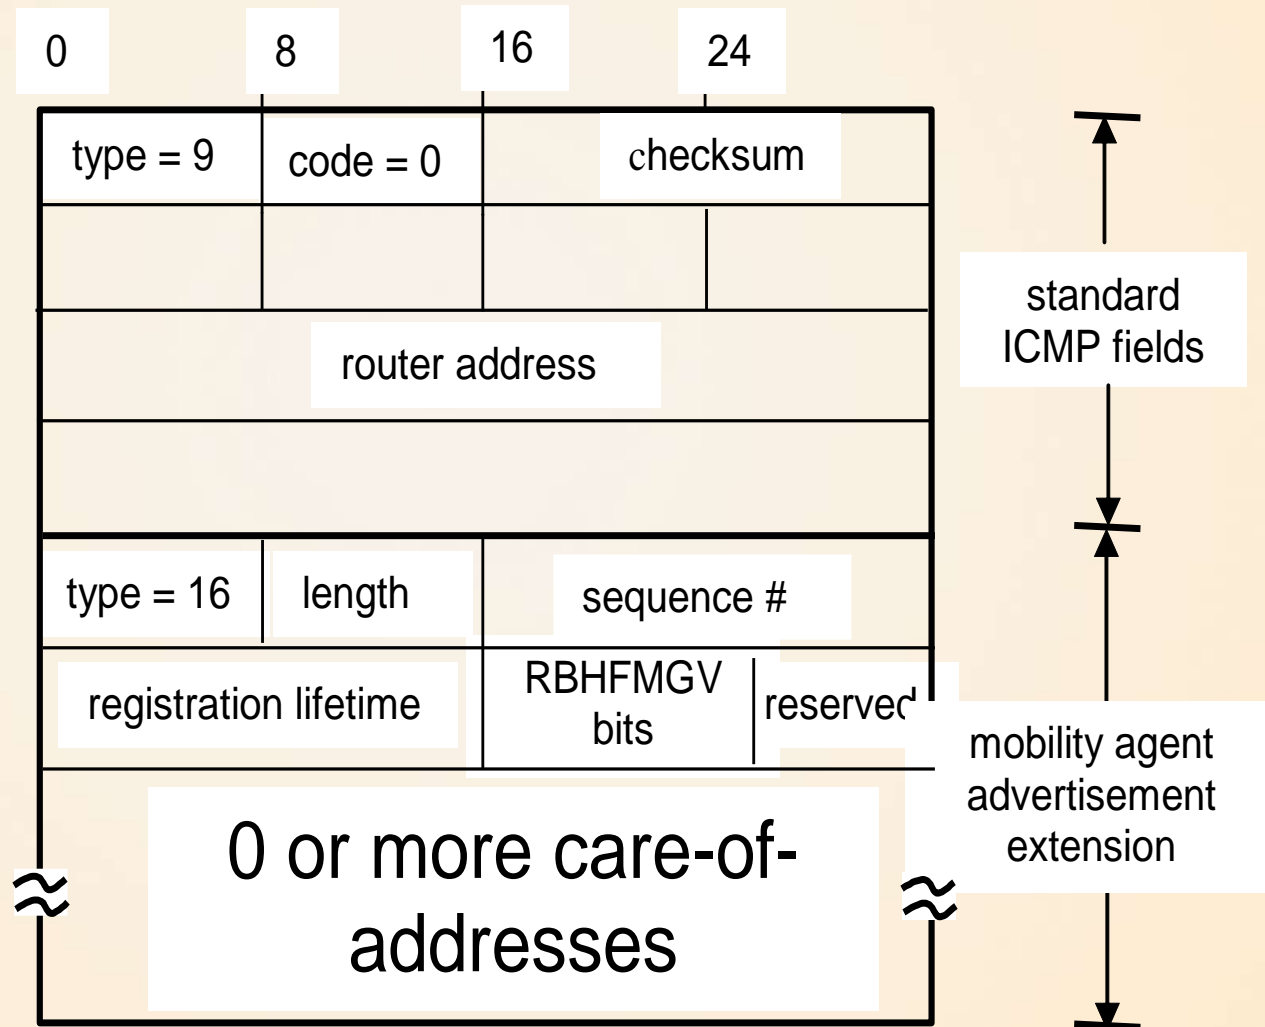 0 8 16 24
type = 9 code = 0 checksum
standard
ICMP fields
router address
type = 16 length sequence #
registration lifetime RBHFMGV
bits reserved
mobility agent
advertisement
extension
0 or more care-of-
addresses